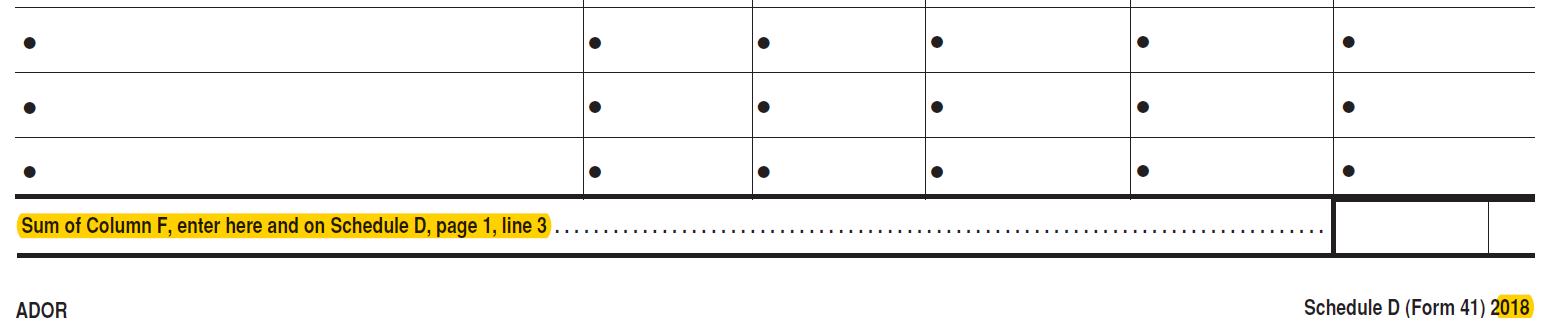 Sum of Column F, enter here and on Schedule D, page 1, line 3
ADOR
Schedule D (Form 41) 2018